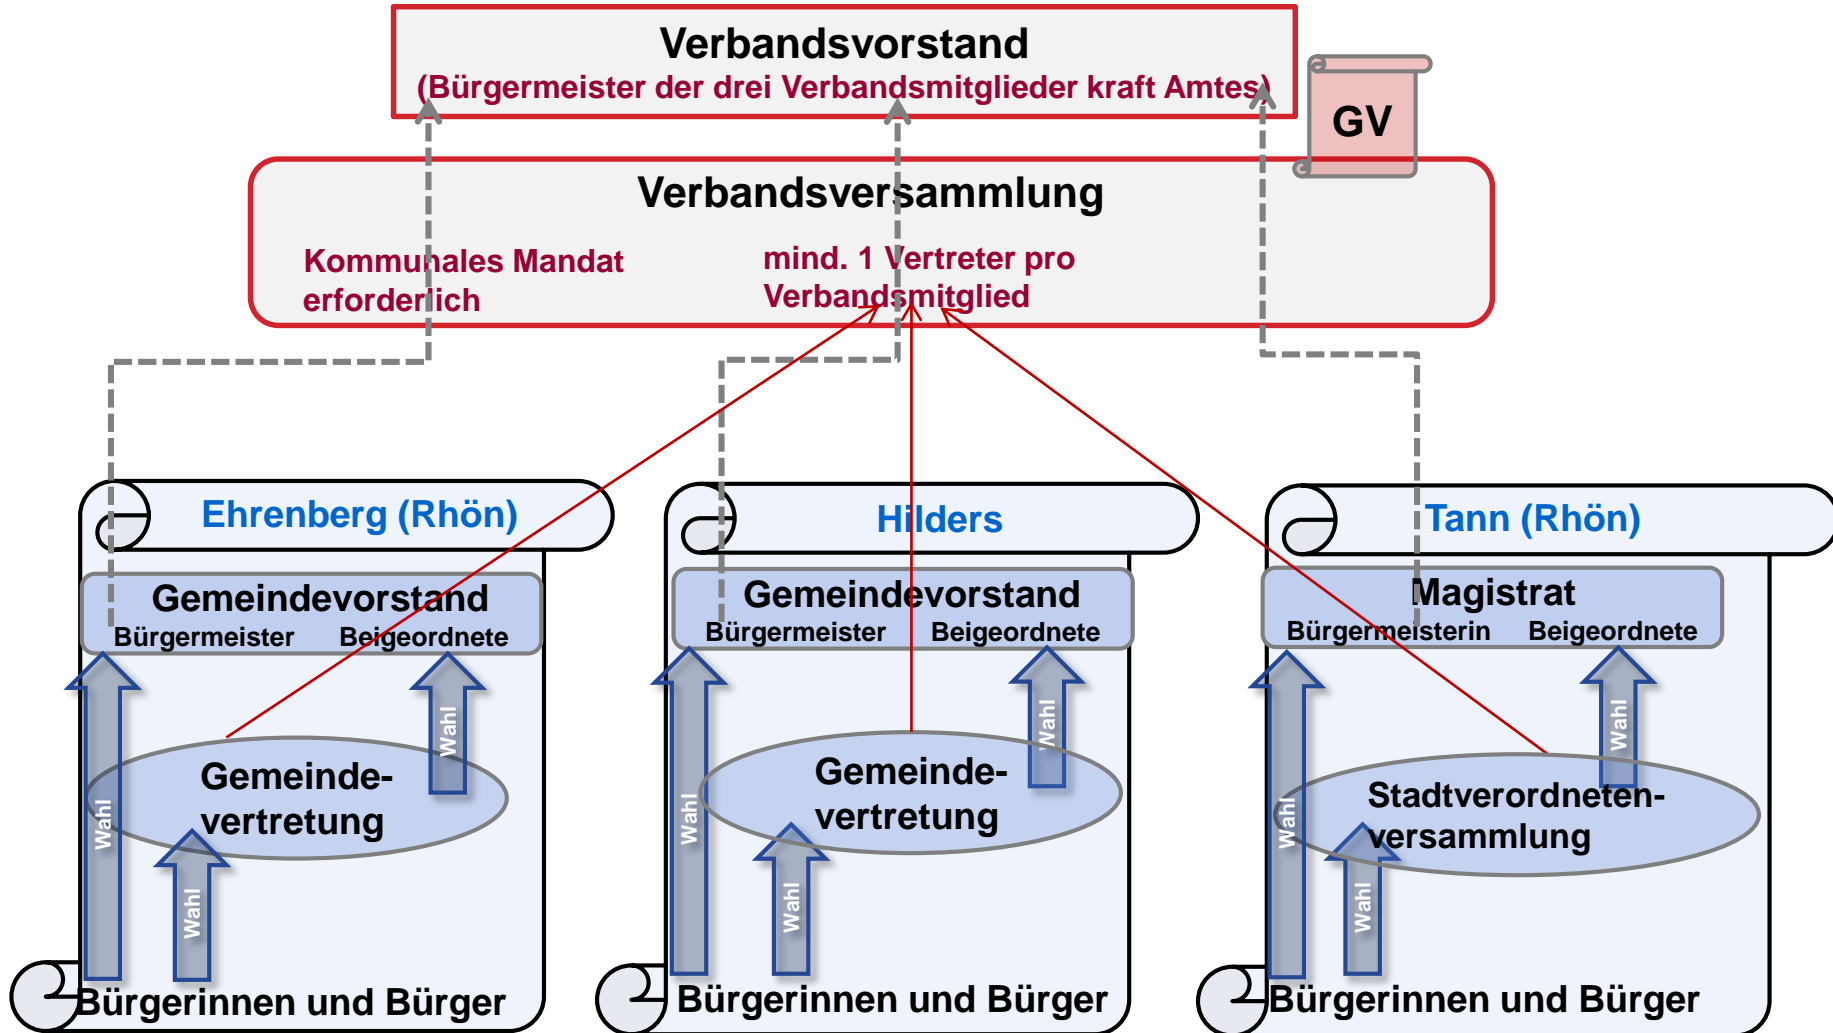 Verbandsvorstand
(Bürgermeister der drei Verbandsmitglieder kraft Amtes)
GV
Verbandsversammlung
Kommunales Mandat
erforderlich
mind. 1 Vertreter pro
Verbandsmitglied
Ehrenberg (Rhön)
Gemeindevorstand
Bürgermeister Beigeordnete
Wahl
Gemeinde-
vertretung
Wahl
Wahl
Bürgerinnen und Bürger
Hilders
Gemeindevorstand
Bürgermeister Beigeordnete
Wahl
Gemeinde-
vertretung
Wahl
Wahl
Bürgerinnen und Bürger
Tann (Rhön)
Magistrat
Bürgermeisterin Beigeordnete
Wahl
Stadtverordneten-
versammlung
Wahl
Wahl
Bürgerinnen und Bürger